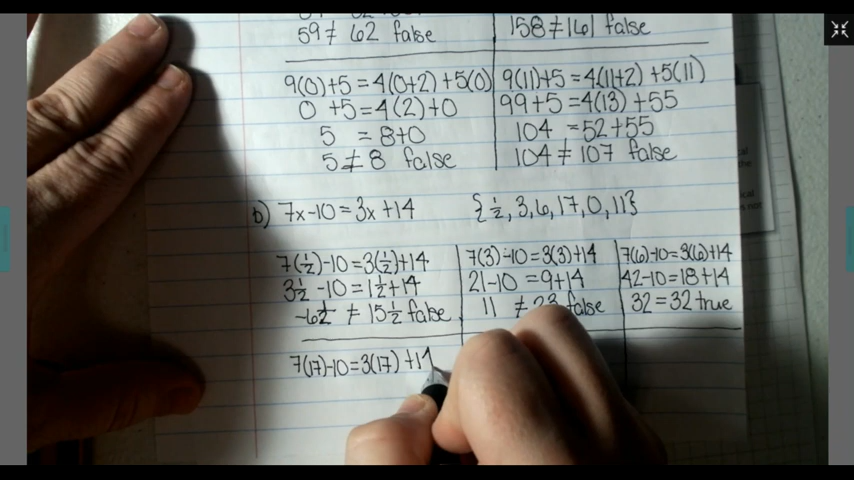 59 ≠ 62 false
158 ≠ 161 false
9(0)+5=4(0+2)+5(0)
0 +5=4(2)+0
5 = 8+0
5 ≠ 8 false
9(11)+5=4(11+2)+5(11)
99+5=4(13)+55
104 =52+55
104 ≠ 107 false
b) 7x-10=3x+14 {½,3,6,17,0,11}
7(½)-10=3(½)+14
3½ -10=1½+14
-6½ ≠ 15½ false
7(3)-10=3(3)+14
21-10 = 9+14
11 ≠ 23 false
7(6)-10=3(6)+14
42-10=18+14
32=32 true
7(17)-10=3(17) +14